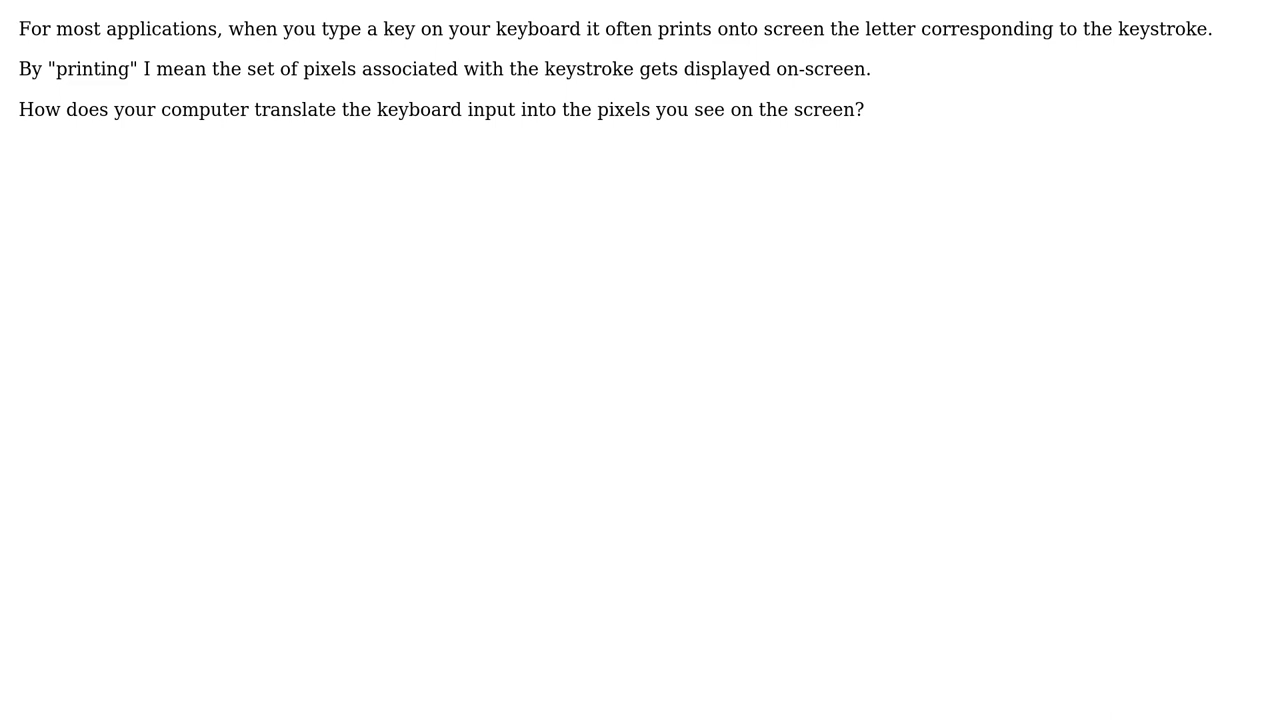 For most applications, when you type a key on your keyboard it often prints onto screen the letter corresponding to the keystroke.
By "printing" I mean the set of pixels associated with the keystroke gets displayed on-screen.
How does your computer translate the keyboard input into the pixels you see on the screen?